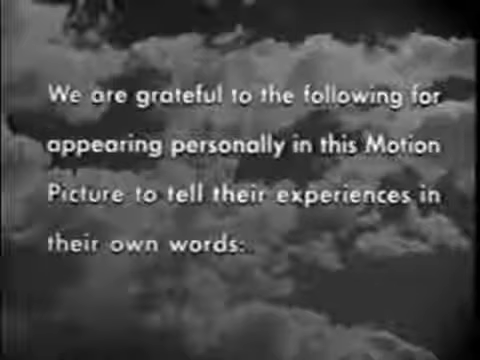 We are grateful to the following for
appearing personally in this Motion
Picture to tell their experiences in
their own words: